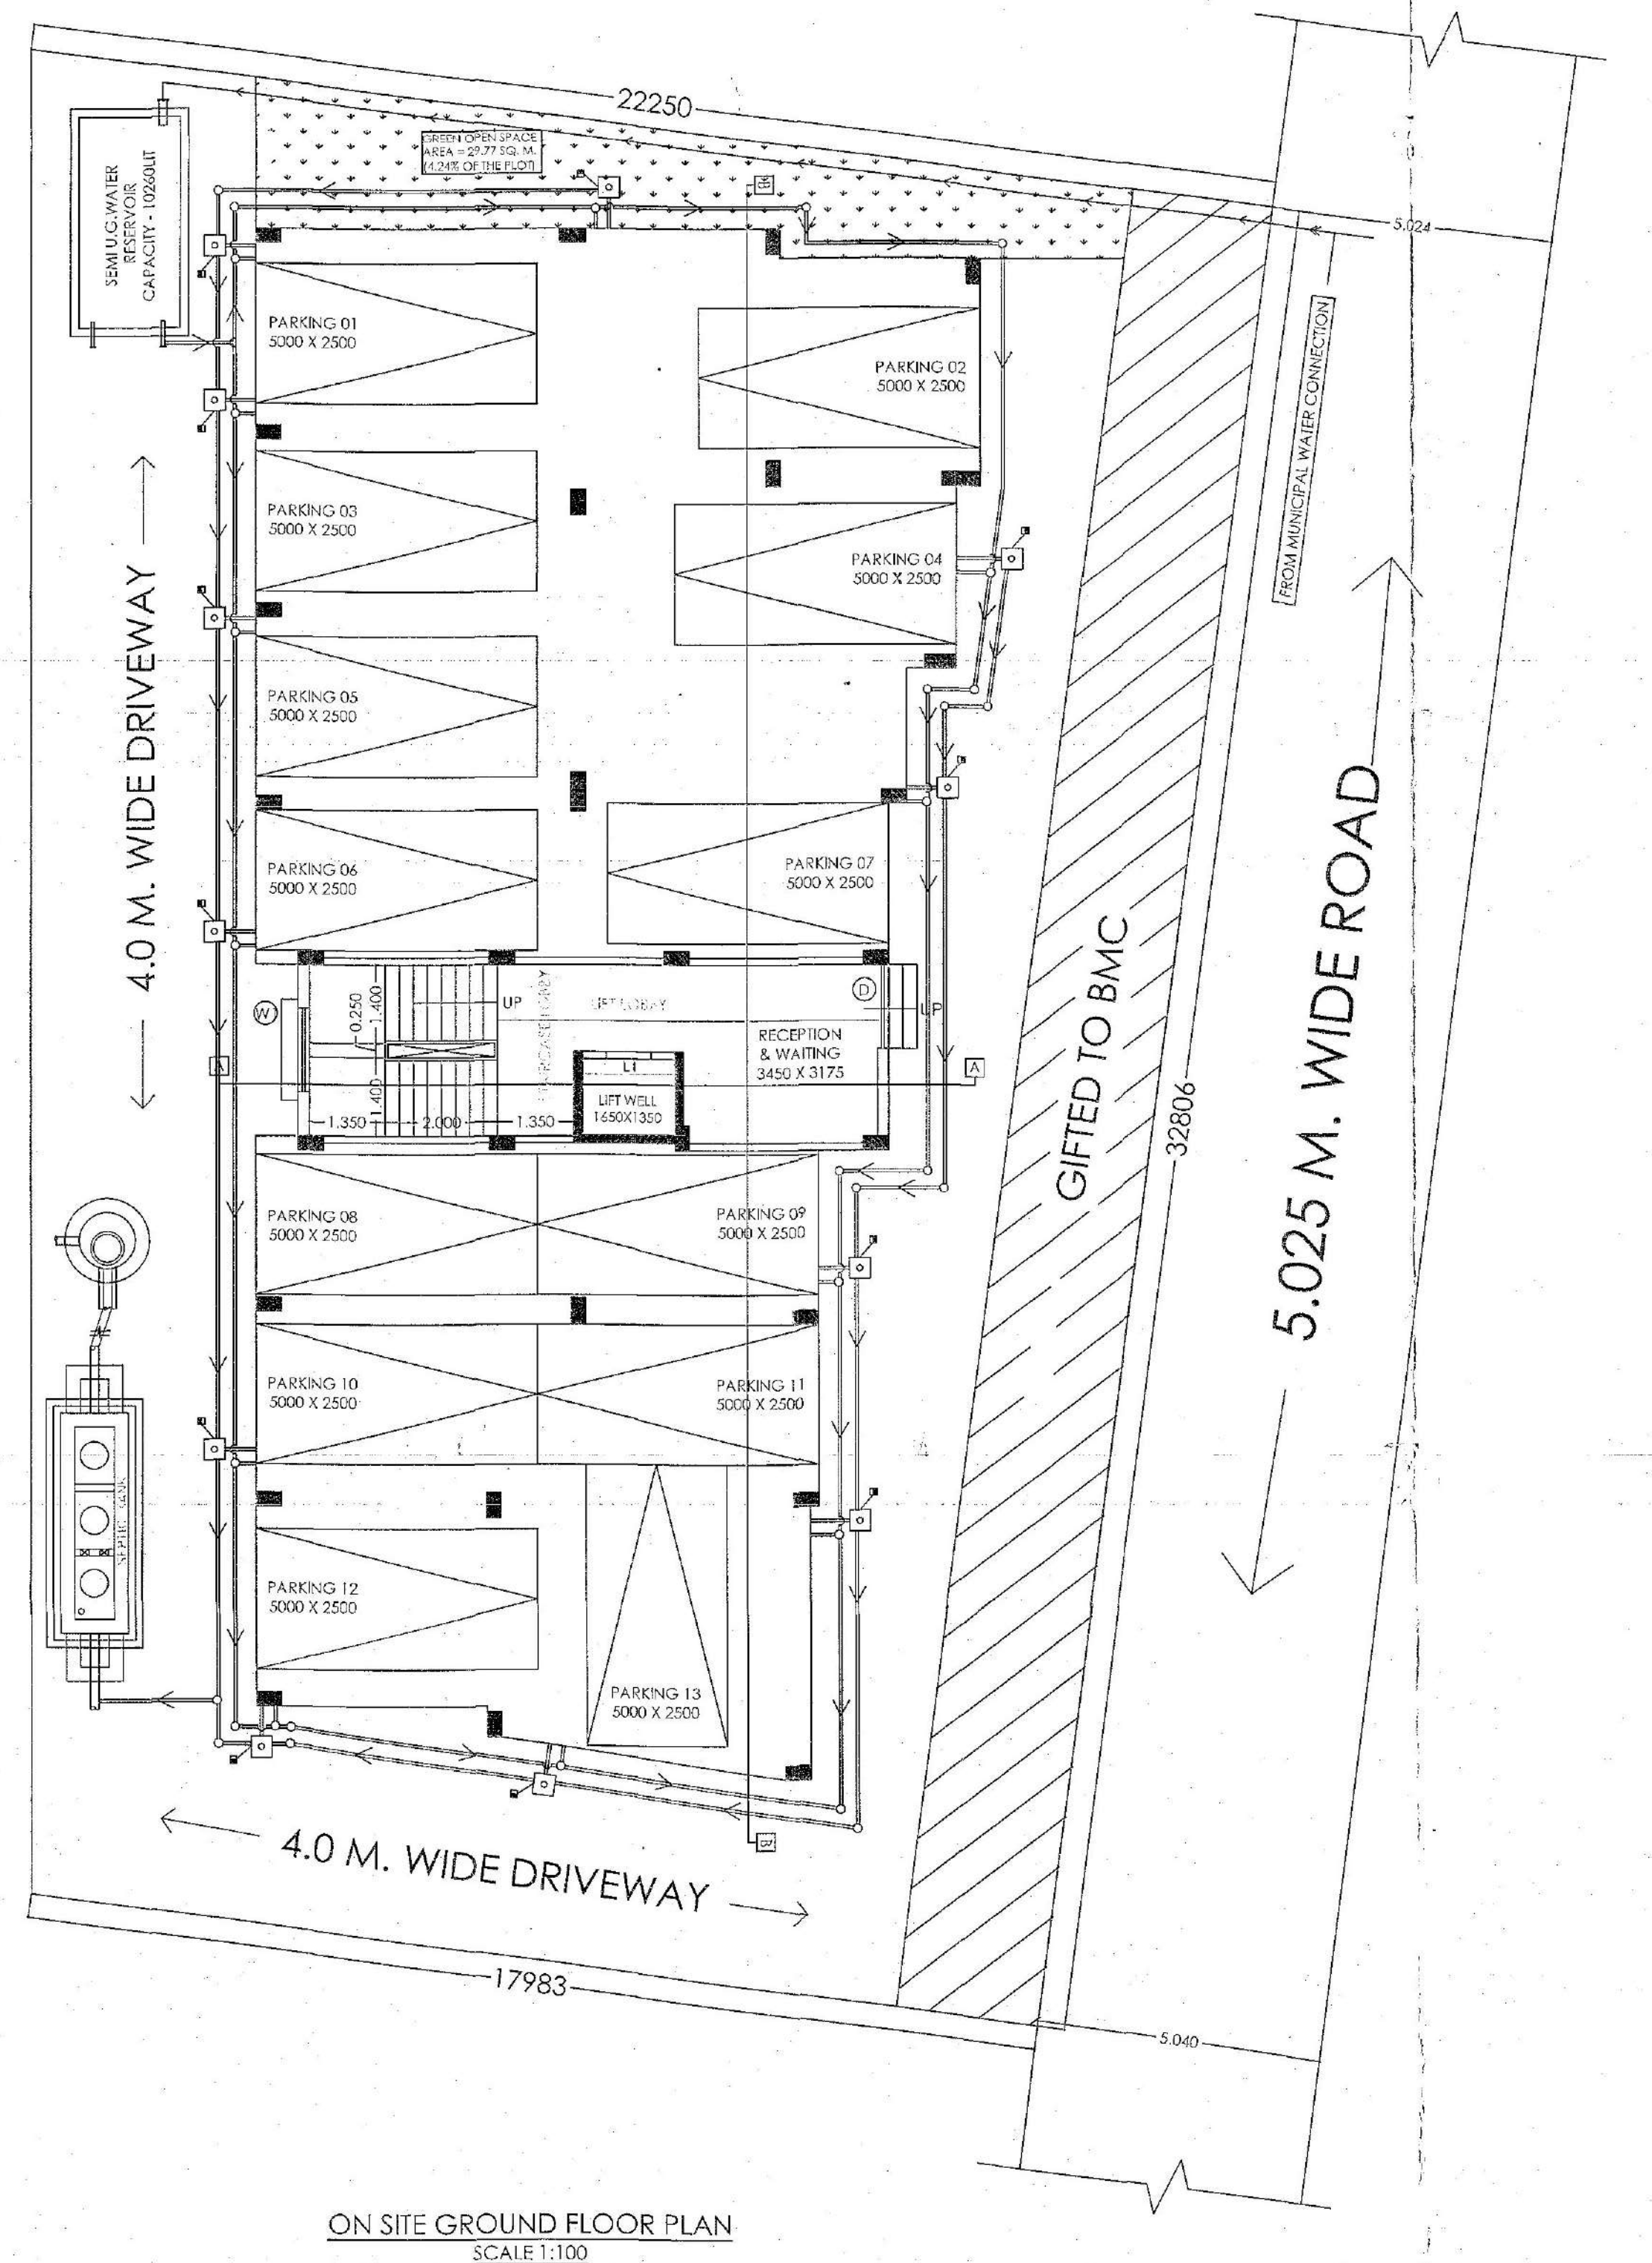 22250
GREEN OPEN SPACE
AREA = 29.77 SQ. M.
(4.24% OF THE PLOT)
5.024
SEMI U.G.WATER
RESERVOIR
CAPACITY - 10260LIT
B
PARKING 01
5000 X 2500
PARKING 02
5000 X 2500
FROM MUNICIPAL WATER CONNECTION
PARKING 03
5000 X 2500
PARKING 04
5000 X 2500
4.0 M. WIDE DRIVEWAY
PARKING 05
5000 X 2500
PARKING 06
5000 X 2500
PARKING 07
5000 X 2500
5.025 M. WIDE ROAD
GIFTED TO BMC
32806
W
0.250
1.400
UP
STAIRCASE LOBBY
LIFT LOBBY
D
UP
RECEPTION
& WAITING
3450 X 3175
A
A
L1
LIFT WELL
1650X1350
1.350
1.400
2.000
1.350
PARKING 08
5000 X 2500
PARKING 09
5000 X 2500
PARKING 10
5000 X 2500
PARKING 11
5000 X 2500
SEPTIC TANK
PARKING 12
5000 X 2500
PARKING 13
5000 X 2500
B
4.0 M. WIDE DRIVEWAY
17983
5.040
ON SITE GROUND FLOOR PLAN
SCALE 1:100